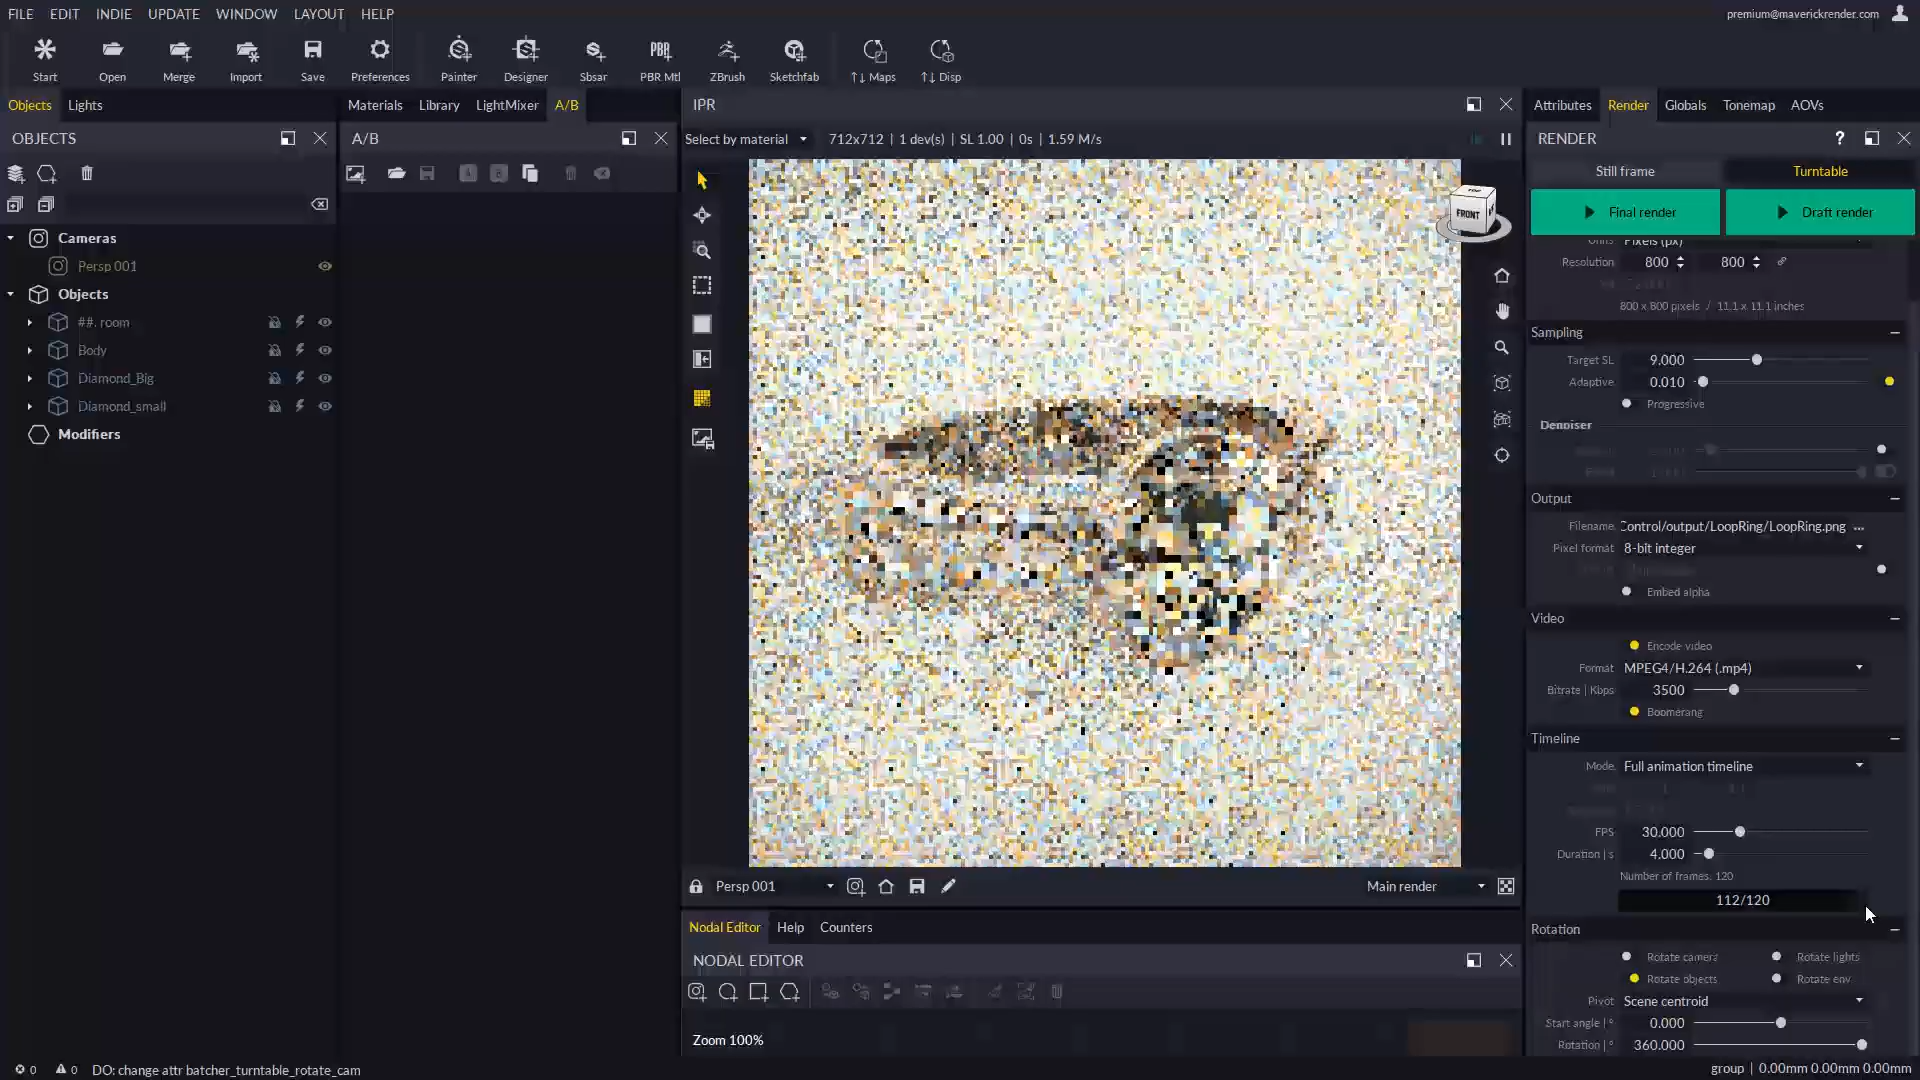 FILE EDIT INDIE UPDATE WINDOW LAYOUT HELP
premium@maverickrender.com
Start Open Merge Import Save Preferences Painter Designer Sbsar PBR Mtl ZBrush Sketchfab ↑↓ Maps ↑↓ Disp
Objects Lights
Materials Library LightMixer A/B
IPR
Attributes Render Globals Tonemap AOVs
OBJECTS
A/B
Select by material
712x712 | 1 dev(s) | SL 1.00 | 0s | 1.59 M/s
RENDER
Still frame Turntable
Final render Draft render
Cameras
Persp 001
Objects
##. room
Body
Diamond_Big
Diamond_small
Modifiers
FRONT
Pixels (px)
Resolution 800 800
800 x 800 pixels / 11.1 x 11.1 inches
Sampling
Target SL 9.000
Adaptive 0.010
Progressive
Denoiser
Output
Filename Control/output/LoopRing/LoopRing.png ...
Pixel format 8-bit integer
Embed alpha
Video
Encode video
Format MPEG4/H.264 (.mp4)
Bitrate | Kbps 3500
Boomerang
Timeline
Mode Full animation timeline
FPS 30.000
Duration | s 4.000
Number of frames: 120
112/120
Rotation
Rotate camera Rotate lights
Rotate objects Rotate env
Pivot Scene centroid
Start angle | ° 0.000
Rotation | ° 360.000
Persp 001
Main render
Nodal Editor Help Counters
NODAL EDITOR
Zoom 100%
0 0 DO: change attr batcher_turntable_rotate_cam
group | 0.00mm 0.00mm 0.00mm